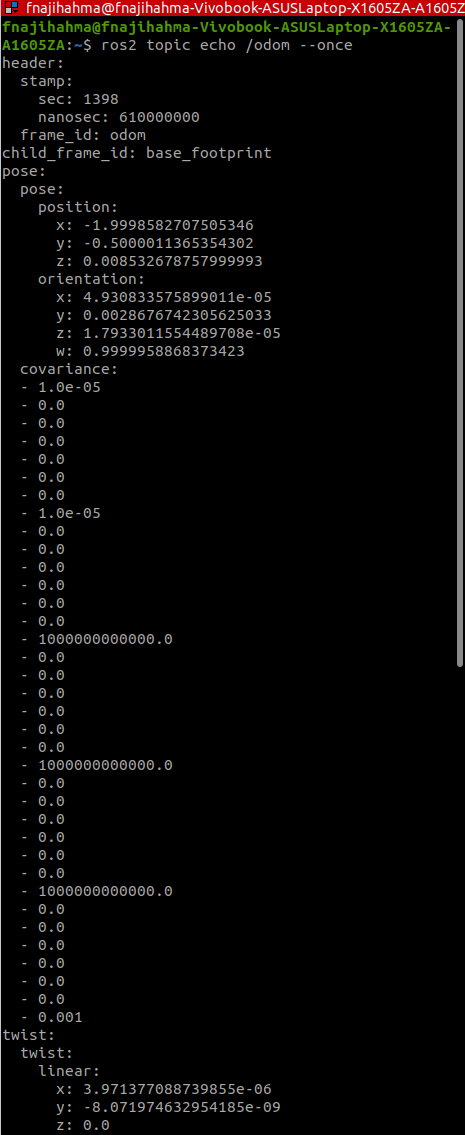 fnajihahma@fnajihahma-Vivobook-ASUSLaptop-X1605ZA-A1605Z
fnajihahma@fnajihahma-Vivobook-ASUSLaptop-X1605ZA-
A1605ZA:~$ ros2 topic echo /odom --once
header:
  stamp:
    sec: 1398
    nanosec: 610000000
  frame_id: odom
child_frame_id: base_footprint
pose:
  pose:
    position:
      x: -1.9998582707505346
      y: -0.5000011365354302
      z: 0.008532678757999993
    orientation:
      x: 4.930833575899011e-05
      y: 0.0028676742305625033
      z: 1.7933011554489708e-05
      w: 0.9999958868373423
  covariance:
  - 1.0e-05
  - 0.0
  - 0.0
  - 0.0
  - 0.0
  - 0.0
  - 0.0
  - 1.0e-05
  - 0.0
  - 0.0
  - 0.0
  - 0.0
  - 0.0
  - 0.0
  - 1000000000000.0
  - 0.0
  - 0.0
  - 0.0
  - 0.0
  - 0.0
  - 0.0
  - 1000000000000.0
  - 0.0
  - 0.0
  - 0.0
  - 0.0
  - 0.0
  - 0.0
  - 1000000000000.0
  - 0.0
  - 0.0
  - 0.0
  - 0.0
  - 0.0
  - 0.0
  - 0.001
twist:
  twist:
    linear:
      x: 3.971377088739855e-06
      y: -8.071974632954185e-09
      z: 0.0